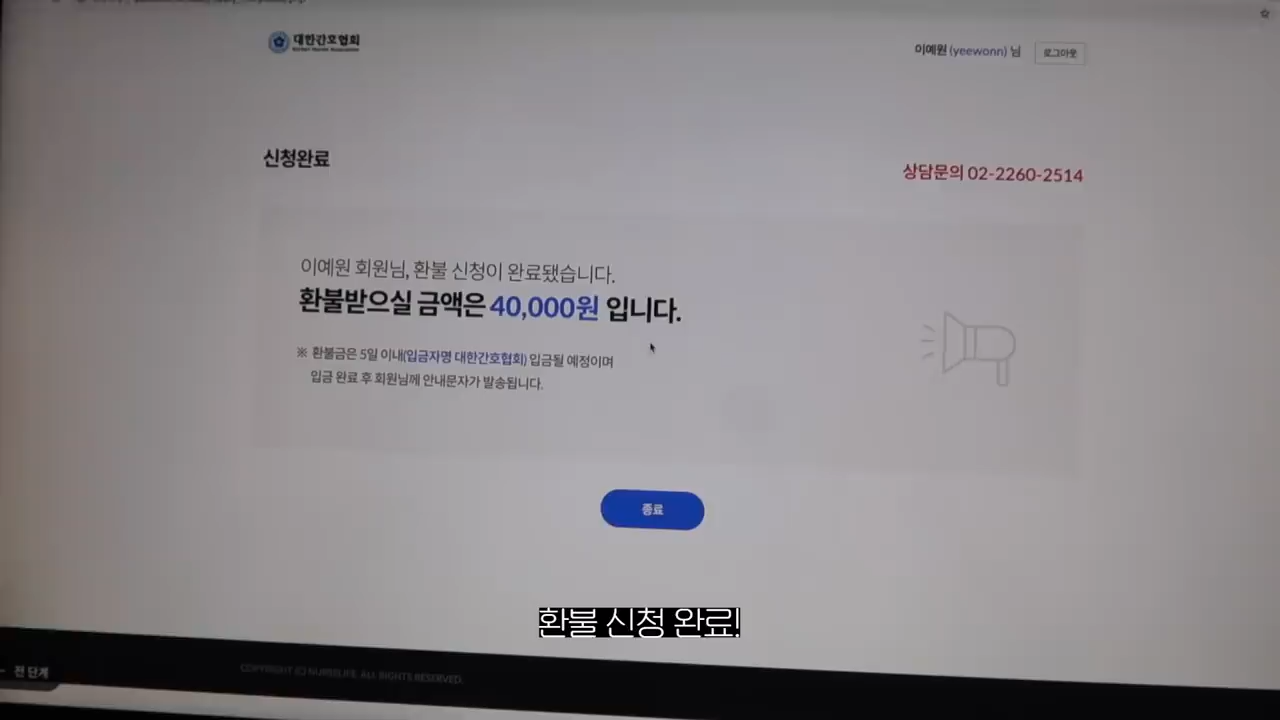 대한간호협회
이예원 (yeewonn) 님
로그아웃
신청완료
상담문의 02-2260-2514
이예원 회원님, 환불 신청이 완료됐습니다.
환불받으실 금액은 40,000원 입니다.
※ 환불금은 5일 이내(입금자명 대한간호협회) 입금될 예정이며
입금 완료 후 회원님께 안내문자가 발송됩니다.
종료
환불 신청 완료!
전 단계
COPYRIGHT (C) NURSELIFE. ALL RIGHTS RESERVED.